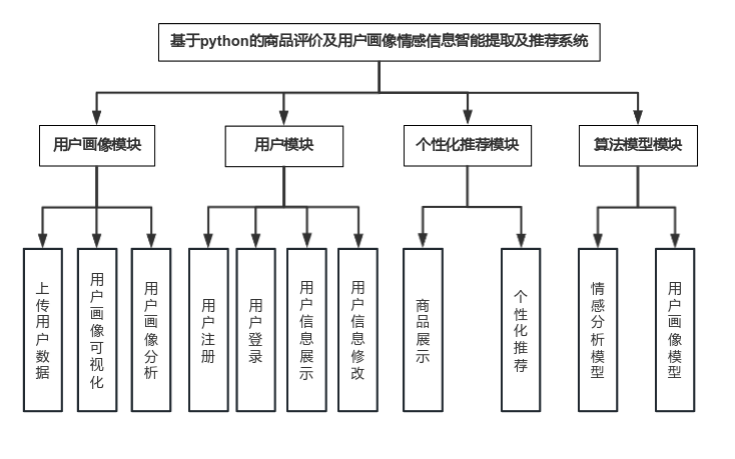 基于python的商品评价及用户画像情感信息智能提取及推荐系统
用户画像模块
用户模块
个性化推荐模块
算法模型模块
上传用户数据
用户画像可视化
用户画像分析
用户注册
用户登录
用户信息展示
用户信息修改
商品展示
个性化推荐
情感分析模型
用户画像模型